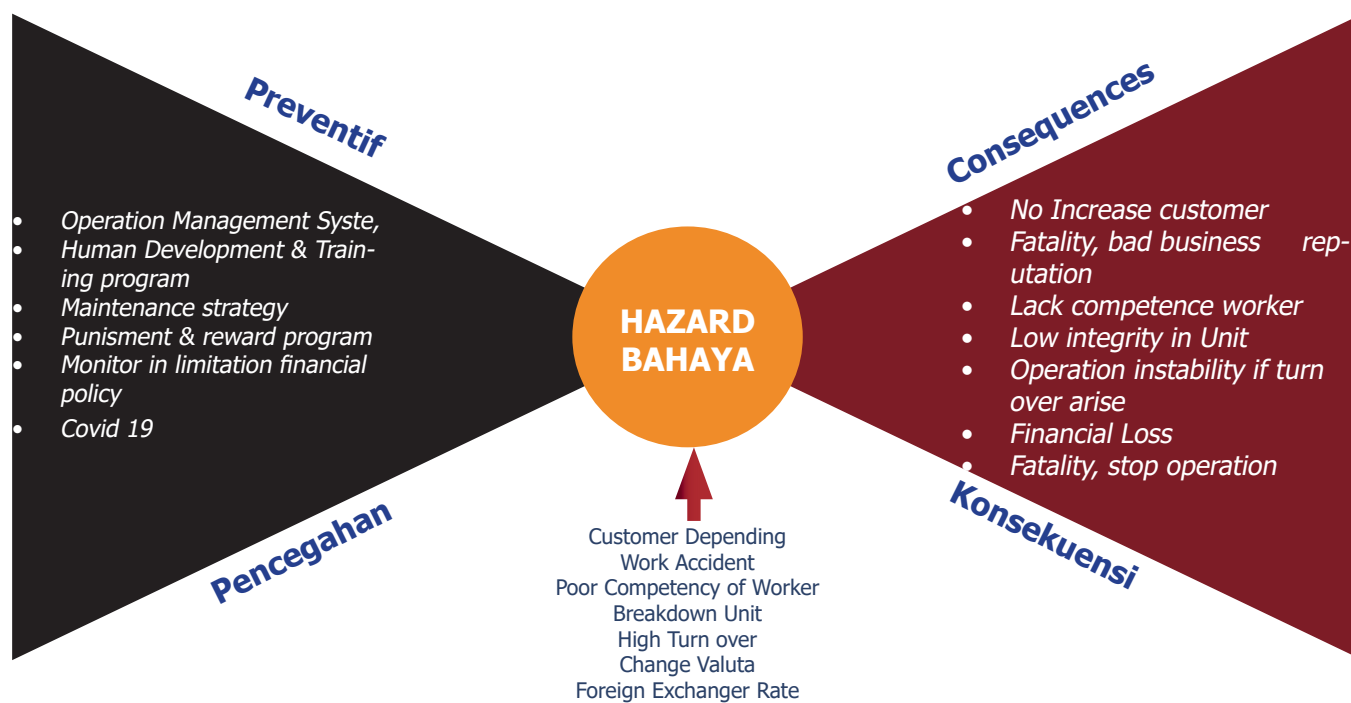 Preventif
• Operation Management Syste,
• Human Development & Train-
ing program
• Maintenance strategy
• Punisment & reward program
• Monitor in limitation financial
policy
• Covid 19
Pencegahan
HAZARD
BAHAYA
Customer Depending
Work Accident
Poor Competency of Worker
Breakdown Unit
High Turn over
Change Valuta
Foreign Exchanger Rate
Consequences
• No Increase customer
• Fatality, bad business rep-
utation
• Lack competence worker
• Low integrity in Unit
• Operation instability if turn
over arise
• Financial Loss
• Fatality, stop operation
Konsekuensi